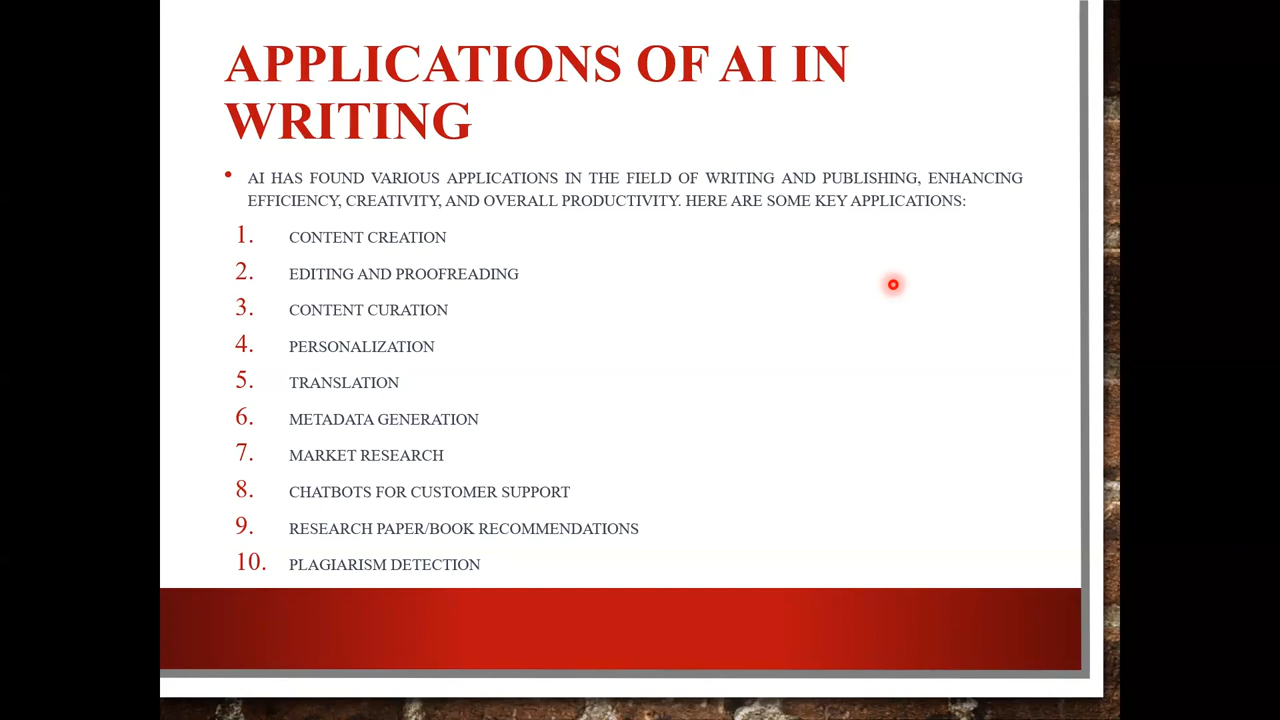 APPLICATIONS OF AI IN
WRITING
• AI HAS FOUND VARIOUS APPLICATIONS IN THE FIELD OF WRITING AND PUBLISHING, ENHANCING
EFFICIENCY, CREATIVITY, AND OVERALL PRODUCTIVITY. HERE ARE SOME KEY APPLICATIONS:
1. CONTENT CREATION
2. EDITING AND PROOFREADING
3. CONTENT CURATION
4. PERSONALIZATION
5. TRANSLATION
6. METADATA GENERATION
7. MARKET RESEARCH
8. CHATBOTS FOR CUSTOMER SUPPORT
9. RESEARCH PAPER/BOOK RECOMMENDATIONS
10. PLAGIARISM DETECTION